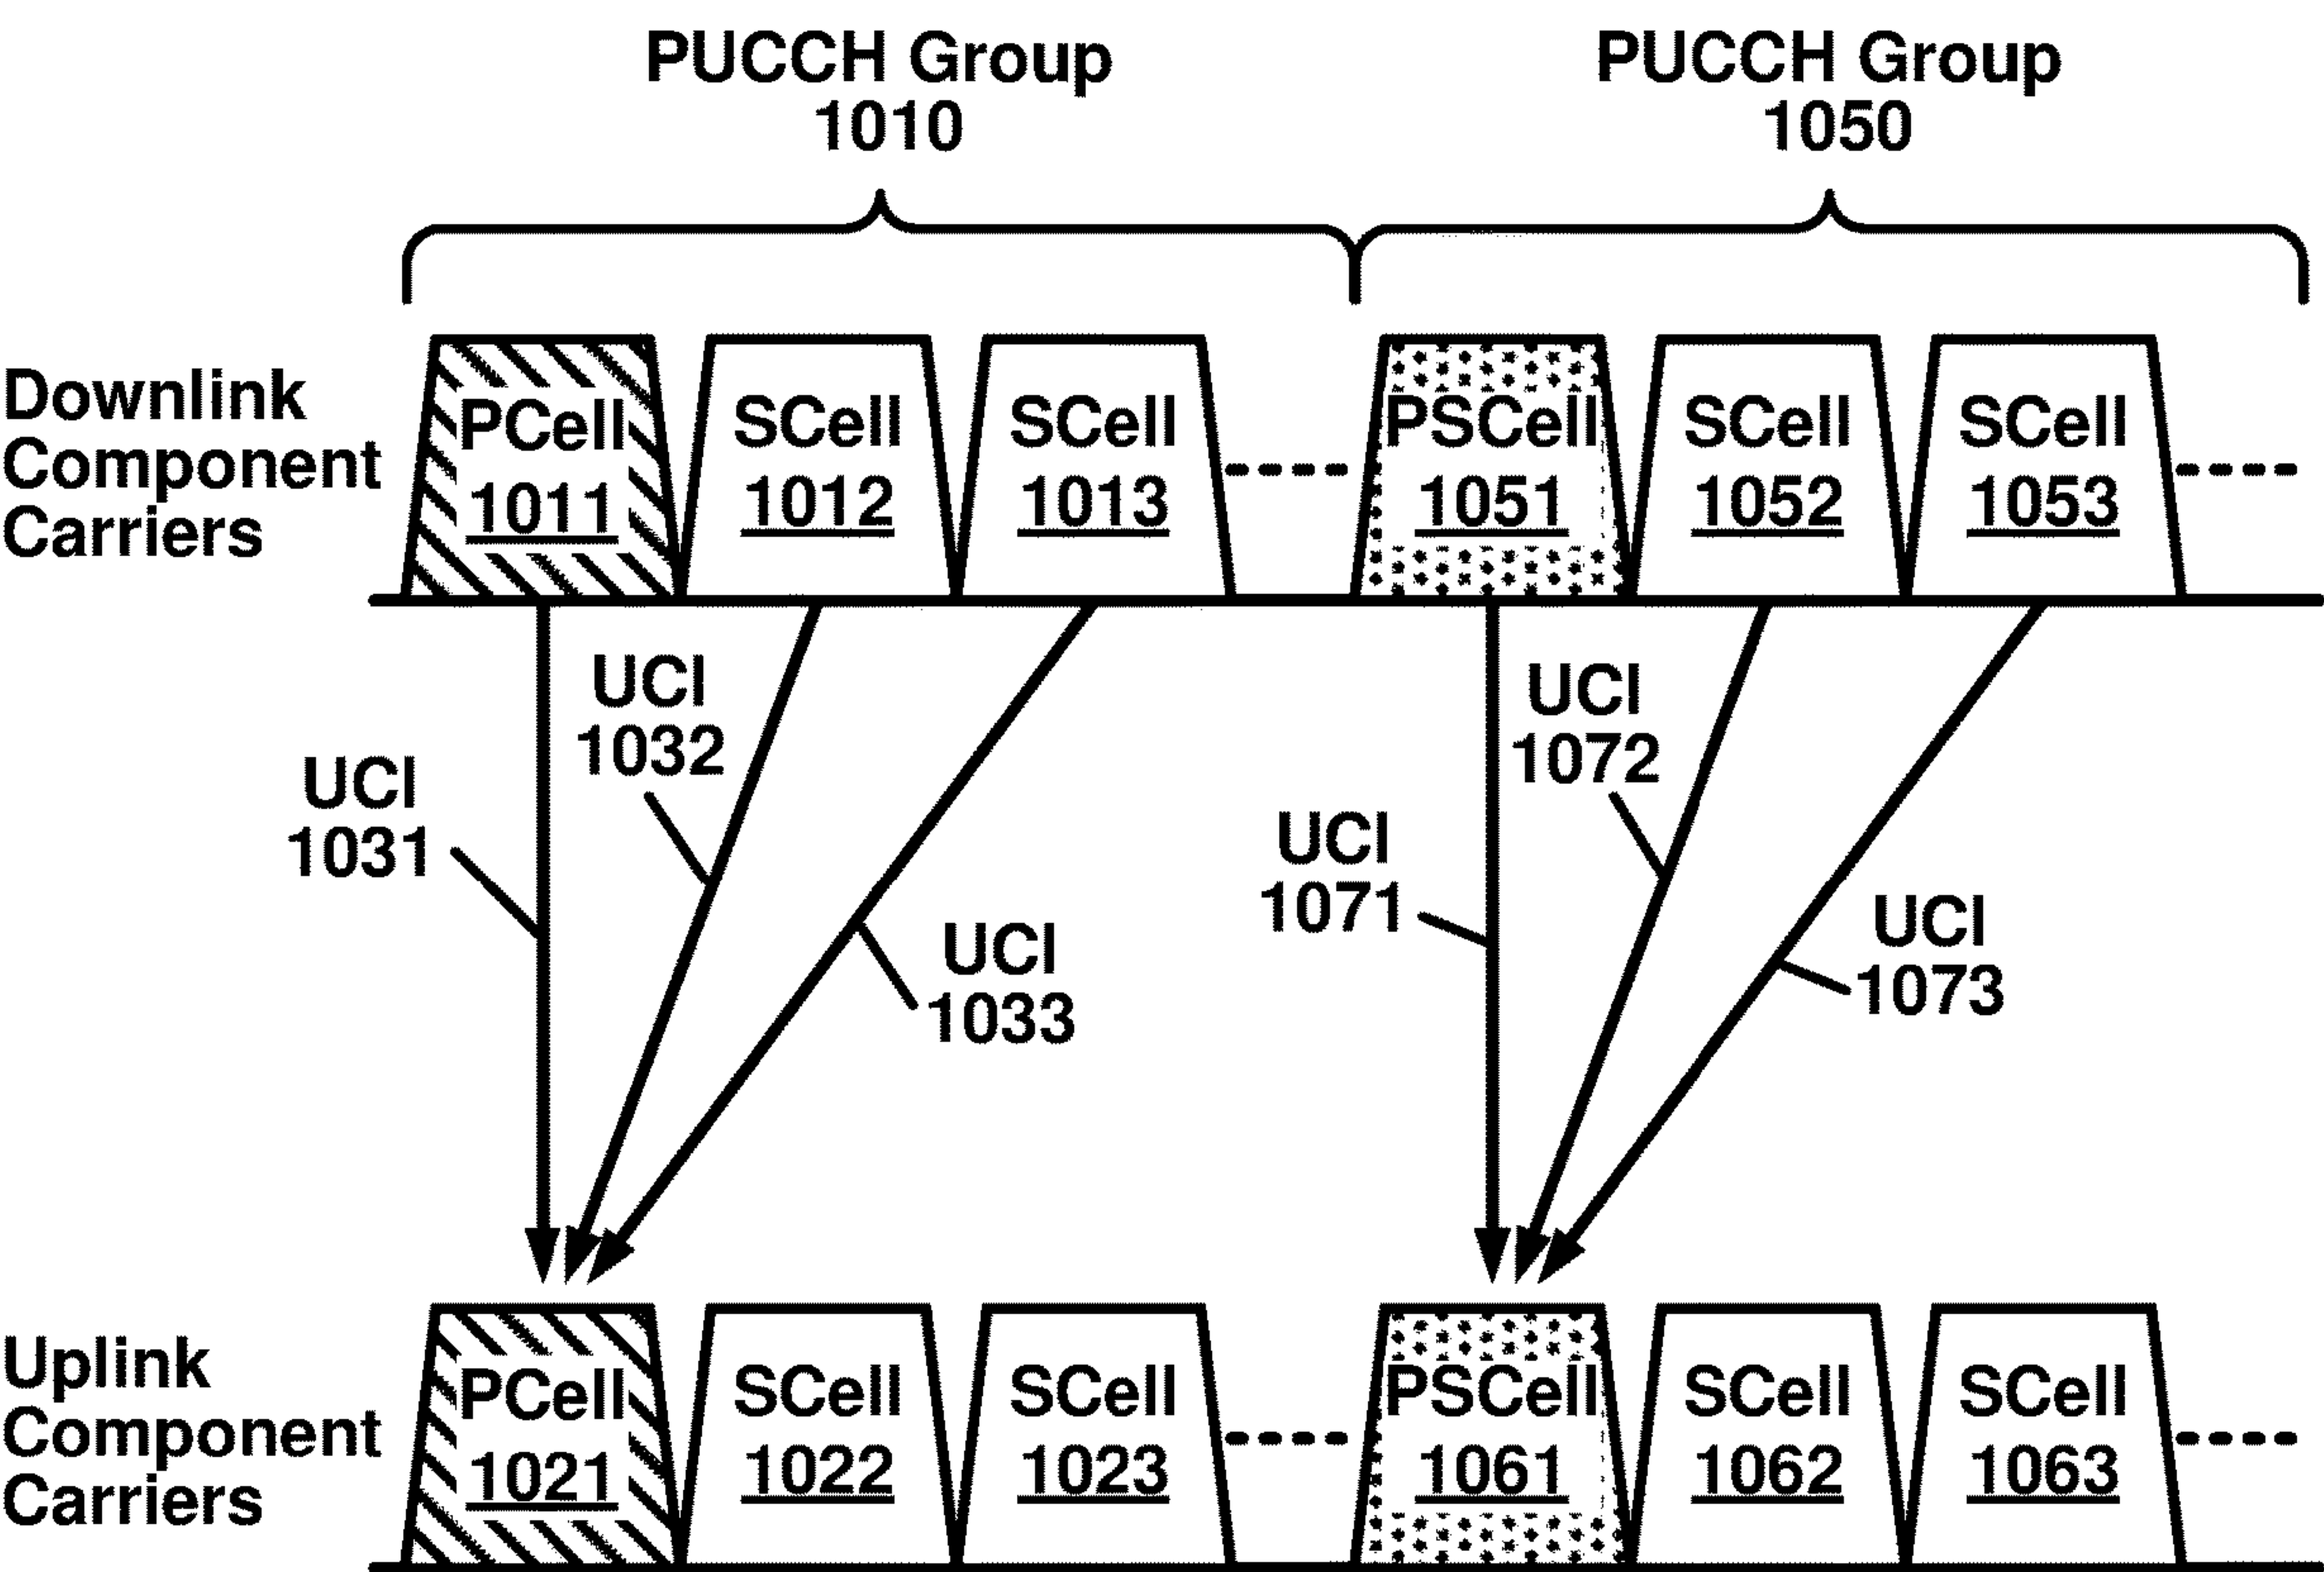 PUCCH Group
1010
PUCCH Group
1050
Downlink
Component
Carriers
PCell
1011
SCell
1012
SCell
1013
PSCell
1051
SCell
1052
SCell
1053
UCI
1031
UCI
1032
UCI
1033
UCI
1071
UCI
1072
UCI
1073
Uplink
Component
Carriers
PCell
1021
SCell
1022
SCell
1023
PSCell
1061
SCell
1062
SCell
1063